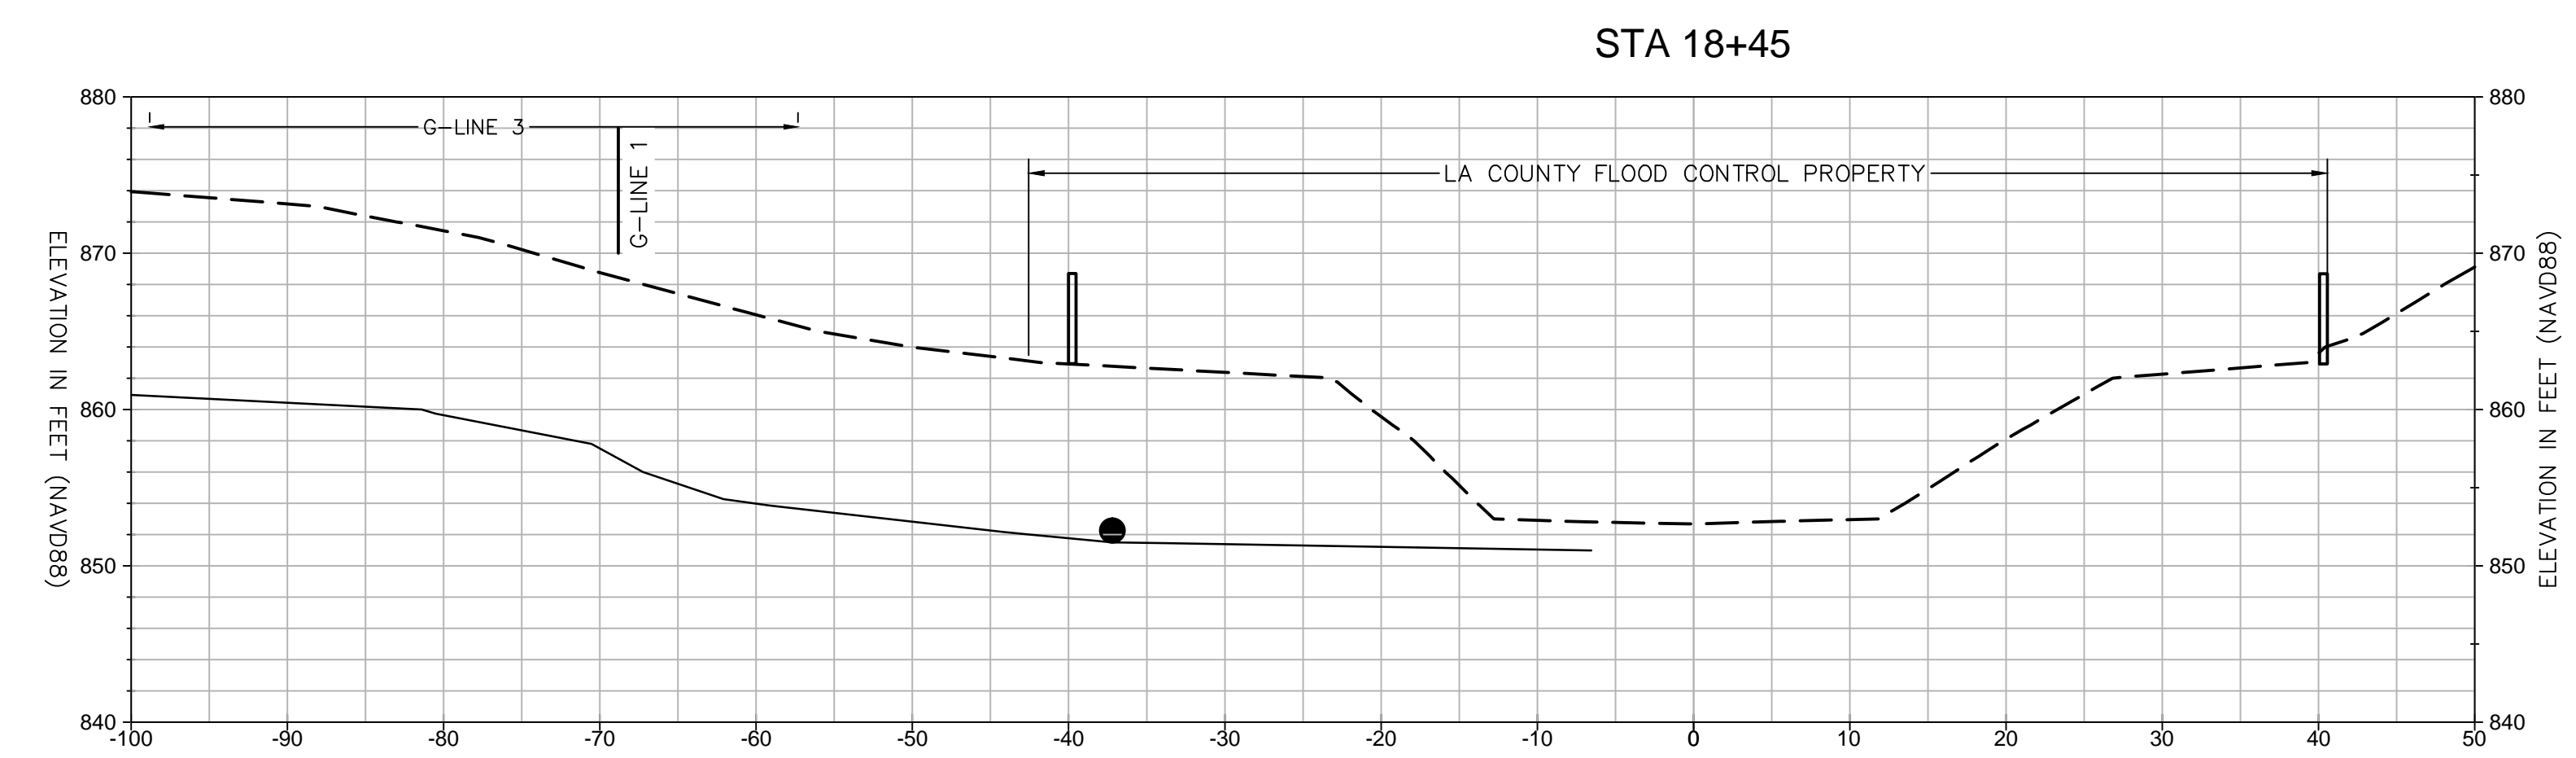 STA 18+45
880
880
G-LINE 3
G-LINE 1
LA COUNTY FLOOD CONTROL PROPERTY
870
870
ELEVATION IN FEET (NAVD88)
ELEVATION IN FEET (NAVD88)
860
860
850
850
840
840
-100 -90 -80 -70 -60 -50 -40 -30 -20 -10 0 10 20 30 40 50